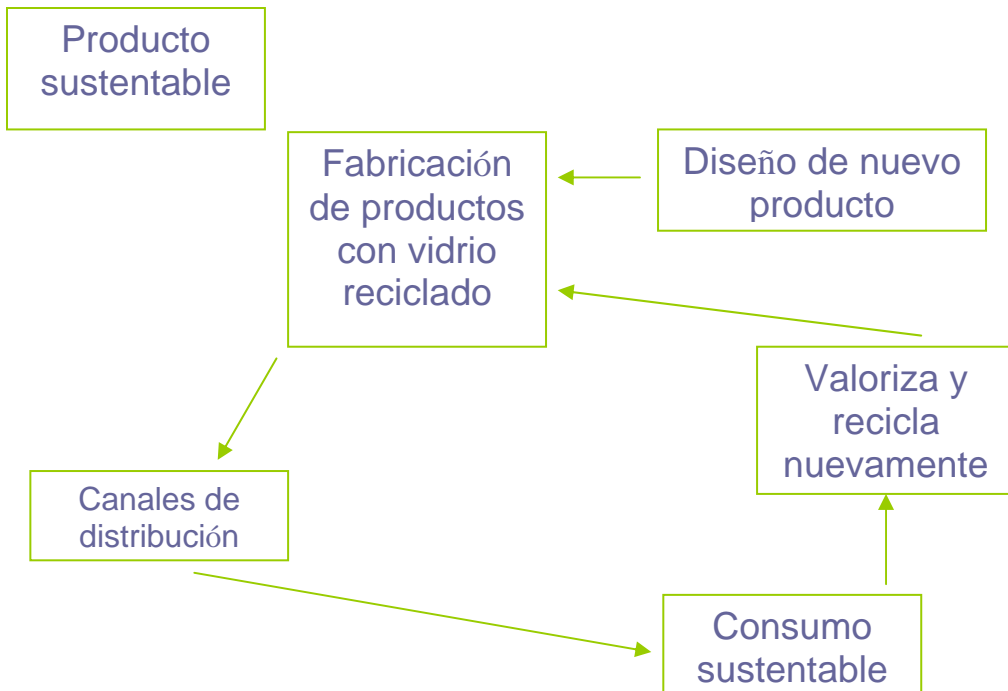 Producto
sustentable
Fabricación
de productos
con vidrio
reciclado
Diseño de nuevo
producto
Valoriza y
recicla
nuevamente
Canales de
distribución
Consumo
sustentable